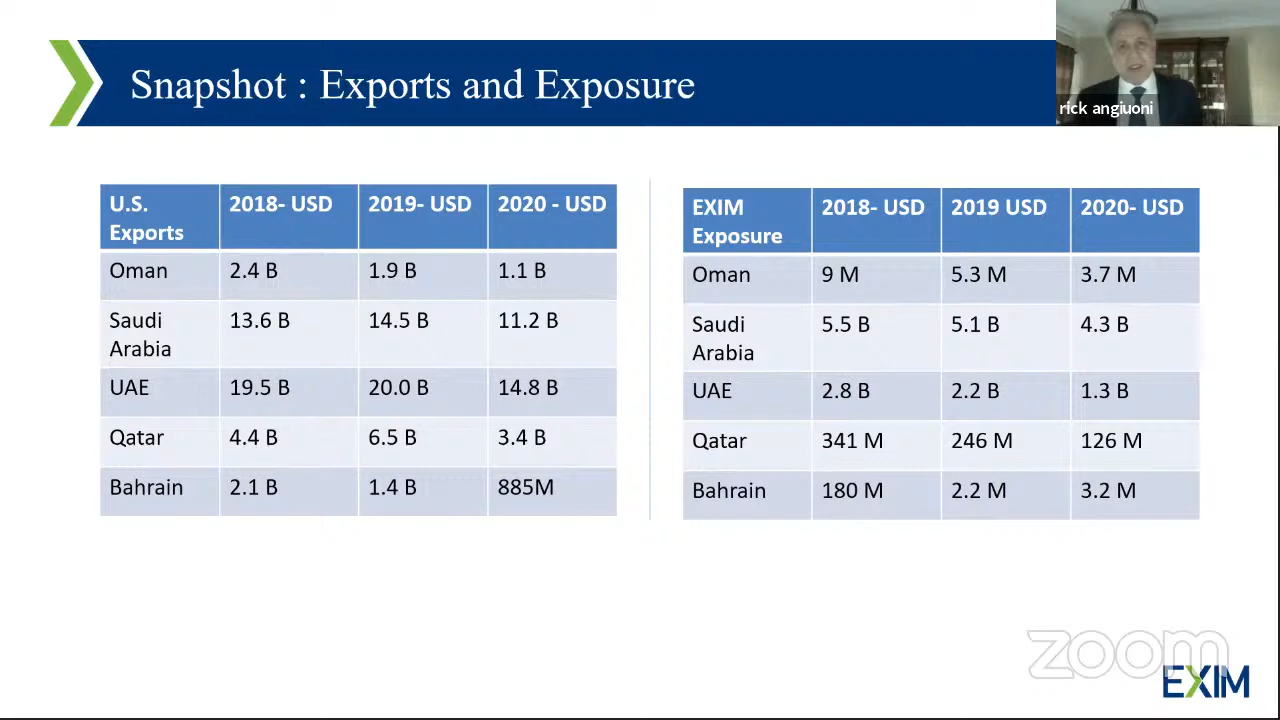 Snapshot : Exports and Exposure
rick angiuoni
U.S. Exports 2018- USD 2019- USD 2020 - USD
Oman 2.4 B 1.9 B 1.1 B
Saudi Arabia 13.6 B 14.5 B 11.2 B
UAE 19.5 B 20.0 B 14.8 B
Qatar 4.4 B 6.5 B 3.4 B
Bahrain 2.1 B 1.4 B 885M
EXIM Exposure 2018- USD 2019 USD 2020- USD
Oman 9 M 5.3 M 3.7 M
Saudi Arabia 5.5 B 5.1 B 4.3 B
UAE 2.8 B 2.2 B 1.3 B
Qatar 341 M 246 M 126 M
Bahrain 180 M 2.2 M 3.2 M
zoom
EXIM